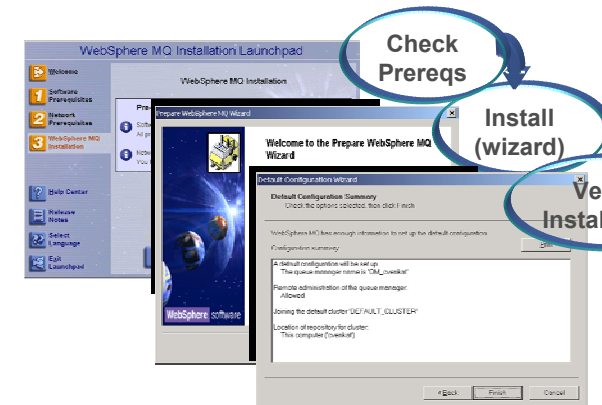 WebSphere MQ Installation Launchpad
Welcome
1 Software
Prerequisites
2 Network
Prerequisites
3 WebSphere MQ
Installation
Help Center
Release
Notes
Select
Language
Exit
Launchpad
WebSphere MQ Installation
Prepare WebSphere MQ Wizard
Welcome to the Prepare WebSphere MQ
Wizard
WebSphere software
Default Configuration Wizard
Default Configuration Summary
Check the options selected, then click Finish
WebSphere MQ has enough information to set up the default configuration.
Configuration summary:
A default configuration will be set up
The queue manager name is
Remote administration of the queue manager:
Allowed
Joining the default cluster "DEFAULT_CLUSTER"
Location of repository for cluster:
This computer
< Back
Finish
Cancel
Check
Prereqs
Install
(wizard)
Ve
Instal